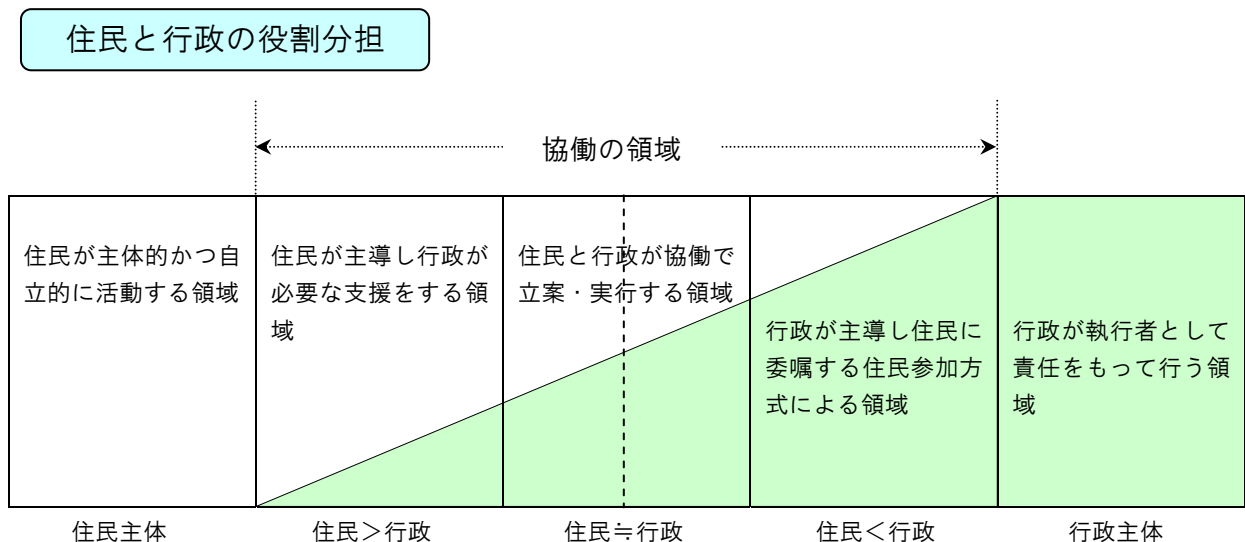 住民と行政の役割分担
協働の領域
住民が主体的かつ自
立的に活動する領域
住民が主導し行政が
必要な支援をする領
域
住民と行政が協働で
立案・実行する領域
行政が主導し住民に
委嘱する住民参加方
式による領域
行政が執行者として
責任をもって行う領
域
住民主体
住民＞行政
住民≒行政
住民＜行政
行政主体